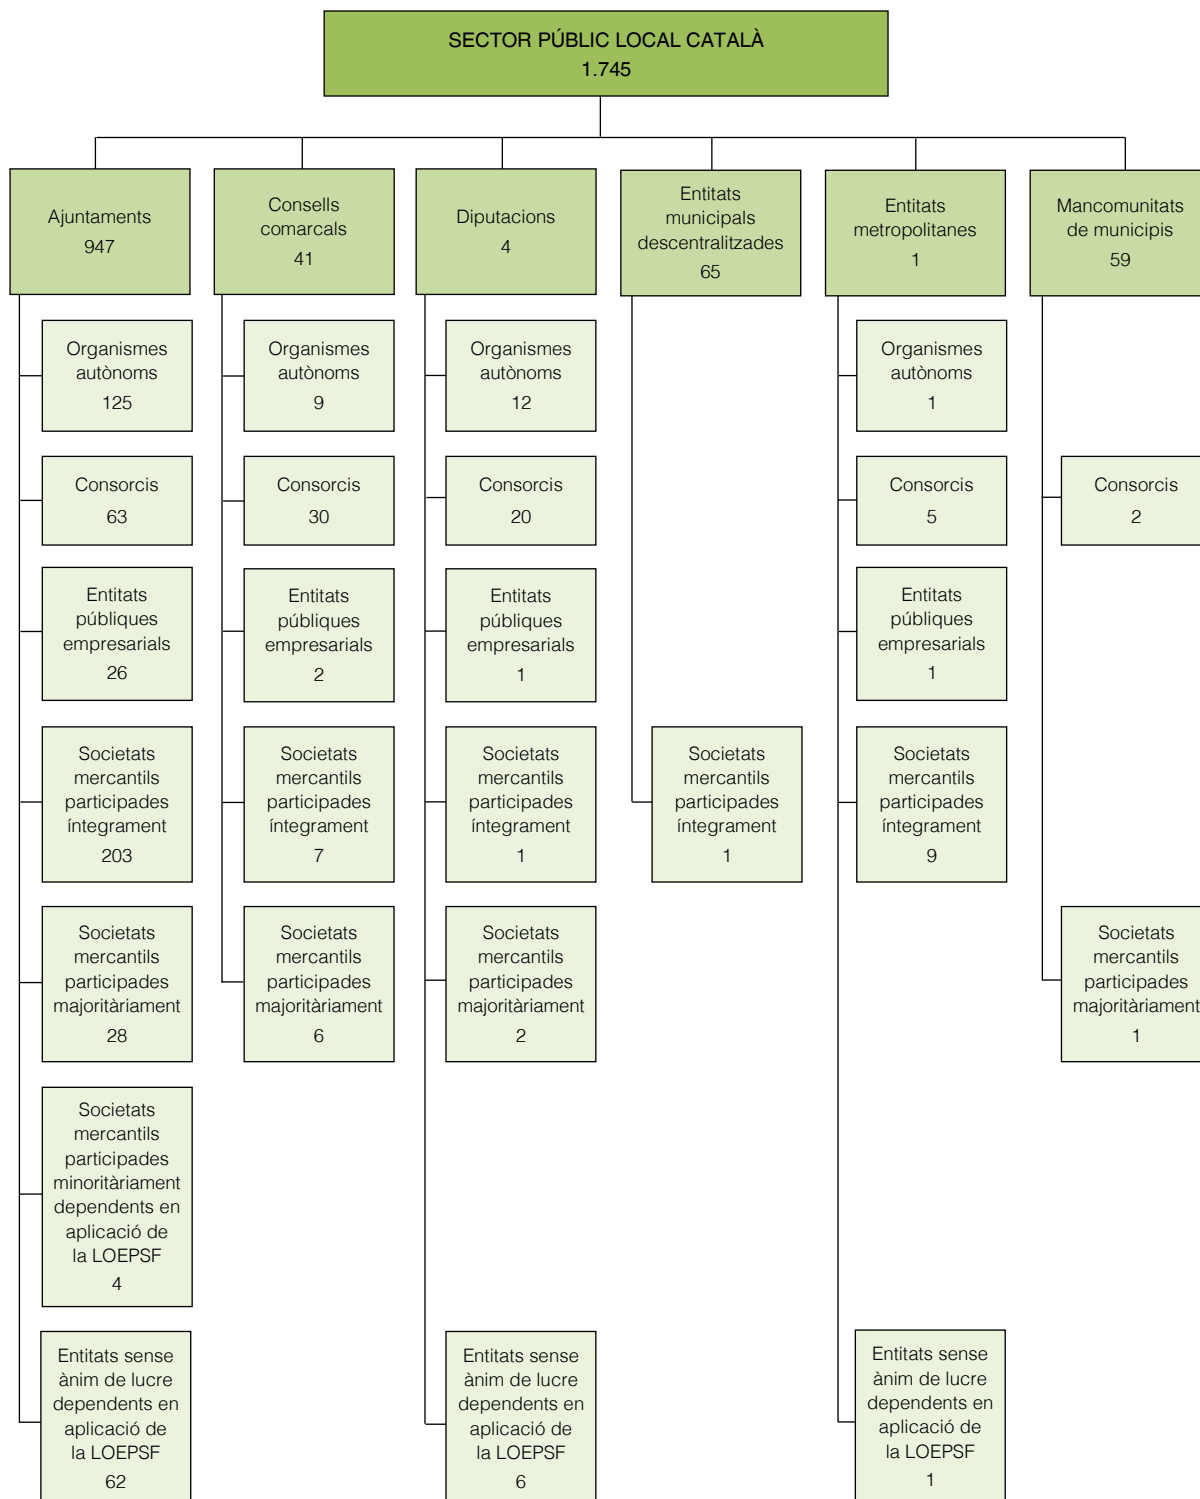 SECTOR PÚBLIC LOCAL CATALÀ
1.745
Ajuntaments
947
Consells
comarcals
41
Diputacions
4
Entitats
municipals
descentralitzades
65
Entitats
metropolitanes
1
Mancomunitats
de municipis
59
Organismes
autònoms
125
Organismes
autònoms
9
Organismes
autònoms
12
Organismes
autònoms
1
Consorcis
63
Consorcis
30
Consorcis
20
Consorcis
5
Consorcis
2
Entitats
públiques
empresarials
26
Entitats
públiques
empresarials
2
Entitats
públiques
empresarials
1
Entitats
públiques
empresarials
1
Societats
mercantils
participades
íntegrament
203
Societats
mercantils
participades
íntegrament
7
Societats
mercantils
participades
íntegrament
1
Societats
mercantils
participades
íntegrament
1
Societats
mercantils
participades
íntegrament
9
Societats
mercantils
participades
majoritàriament
28
Societats
mercantils
participades
majoritàriament
6
Societats
mercantils
participades
majoritàriament
2
Societats
mercantils
participades
majoritàriament
1
Societats
mercantils
participades
minoritàriament
dependents en
aplicació de
la LOEPSF
4
Entitats sense
ànim de lucre
dependents en
aplicació de
la LOEPSF
62
Entitats sense
ànim de lucre
dependents en
aplicació de
la LOEPSF
6
Entitats sense
ànim de lucre
dependents en
aplicació de
la LOEPSF
1